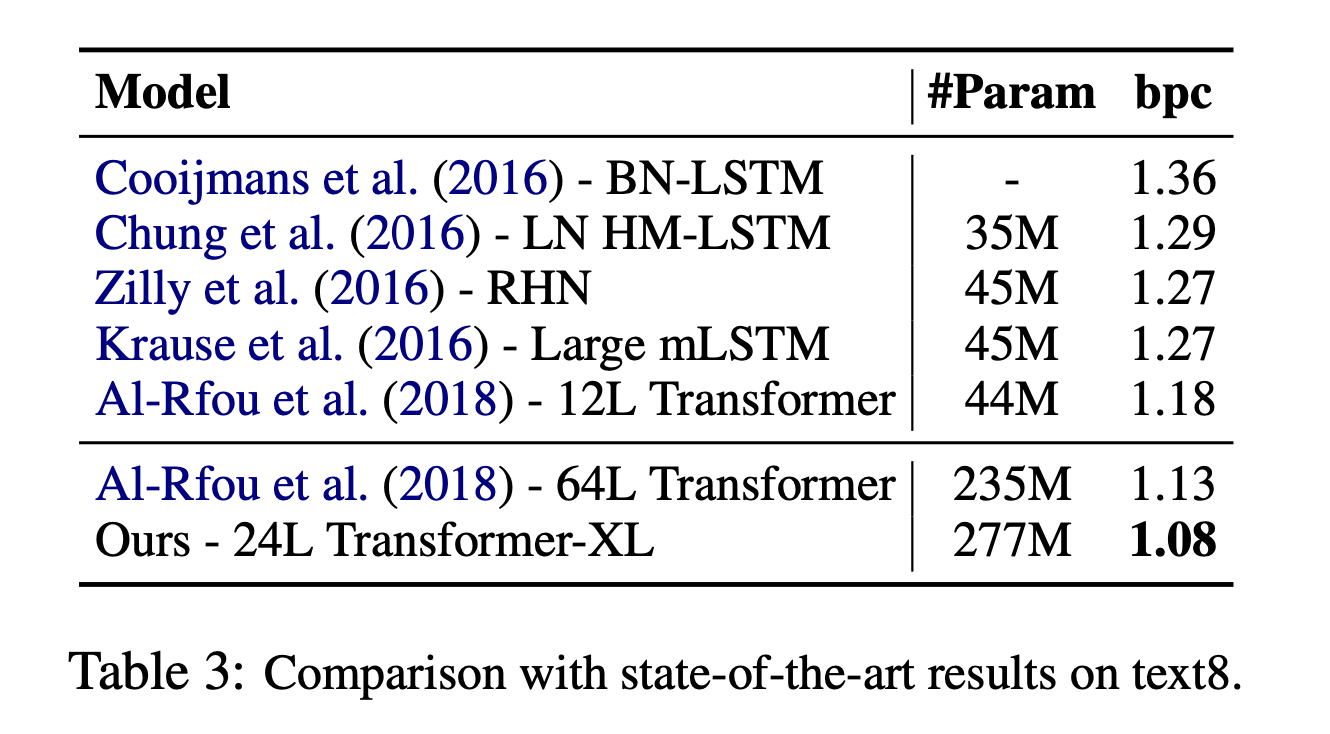 Model #Param bpc
Cooijmans et al. (2016) - BN-LSTM - 1.36
Chung et al. (2016) - LN HM-LSTM 35M 1.29
Zilly et al. (2016) - RHN 45M 1.27
Krause et al. (2016) - Large mLSTM 45M 1.27
Al-Rfou et al. (2018) - 12L Transformer 44M 1.18
Al-Rfou et al. (2018) - 64L Transformer 235M 1.13
Ours - 24L Transformer-XL 277M 1.08
Table 3: Comparison with state-of-the-art results on text8.